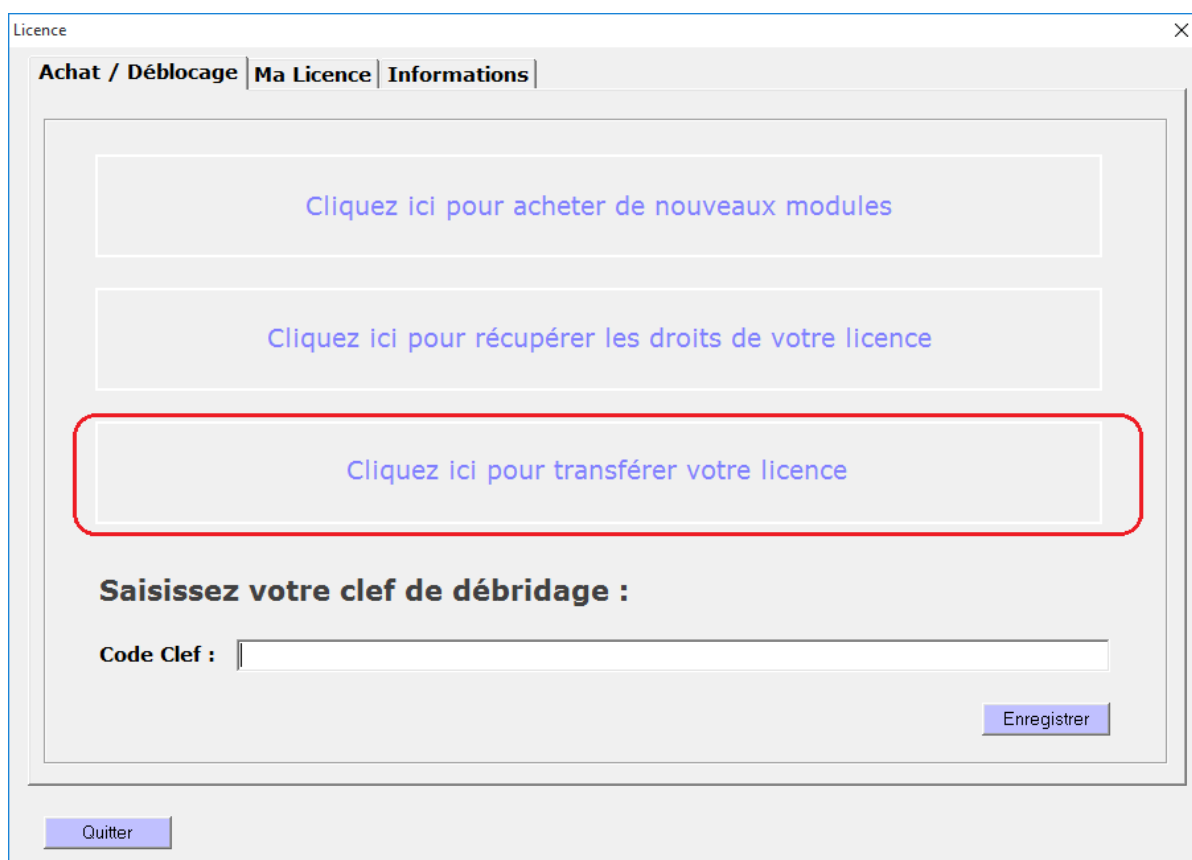 Licence
Achat / Déblocage Ma Licence Informations
Cliquez ici pour acheter de nouveaux modules
Cliquez ici pour récupérer les droits de votre licence
Cliquez ici pour transférer votre licence
Saisissez votre clef de débridage :
Code Clef :
Enregistrer
Quitter